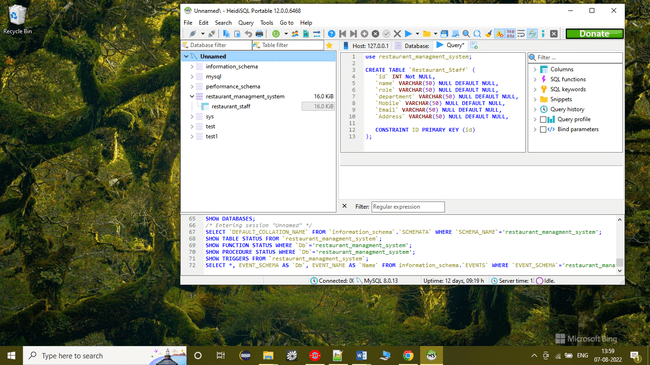 Recycle Bin
Unnamed\ - HeidiSQL Portable 12.0.0.6468
File Edit Search Query Tools Go to Help
Donate
Database filter Table filter
Host: 127.0.0.1 Database: Query*
Unnamed
information_schema
mysql
performance_schema
restaurant_managment_system 16.0 KiB
restaurant_staff 16.0 KiB
sys
test
test1
1 use restaurant_managment_system;
2
3 CREATE TABLE `Restaurant_Staff` (
4 `id` INT Not NULL,
5 `name` VARCHAR(50) NULL DEFAULT NULL,
6 `role` VARCHAR(50) NULL DEFAULT NULL,
7 `department` VARCHAR(50) NULL DEFAULT NULL,
8 `Mobile` VARCHAR(50) NULL DEFAULT NULL,
9 `Email` VARCHAR(50) NULL DEFAULT NULL,
10 `Address` VARCHAR(50) NULL DEFAULT NULL,
11
12 CONSTRAINT ID PRIMARY KEY (id)
13 );
Filter ...
Columns
SQL functions
SQL keywords
Snippets
Query history
Query profile
Bind parameters
Filter: Regular expression
65 SHOW DATABASES;
66 /* Entering session "Unnamed" */
67 SELECT `DEFAULT_COLLATION_NAME` FROM `information_schema`.`SCHEMATA` WHERE `SCHEMA_NAME`='restaurant_managment_system';
68 SHOW TABLE STATUS FROM `restaurant_managment_system`;
69 SHOW FUNCTION STATUS WHERE `Db`='restaurant_managment_system';
70 SHOW PROCEDURE STATUS WHERE `Db`='restaurant_managment_system';
71 SHOW TRIGGERS FROM `restaurant_managment_system`;
72 SELECT *, EVENT_SCHEMA AS `Db`, EVENT_NAME AS `Name` FROM information_schema.`EVENTS` WHERE `EVENT_SCHEMA`='restaurant_mana
Connected: 00 MySQL 8.0.13 Uptime: 12 days, 09:19 h Server time: 1 Idle.
Microsoft Bing
Type here to search
ENG
13:59
07-08-2022